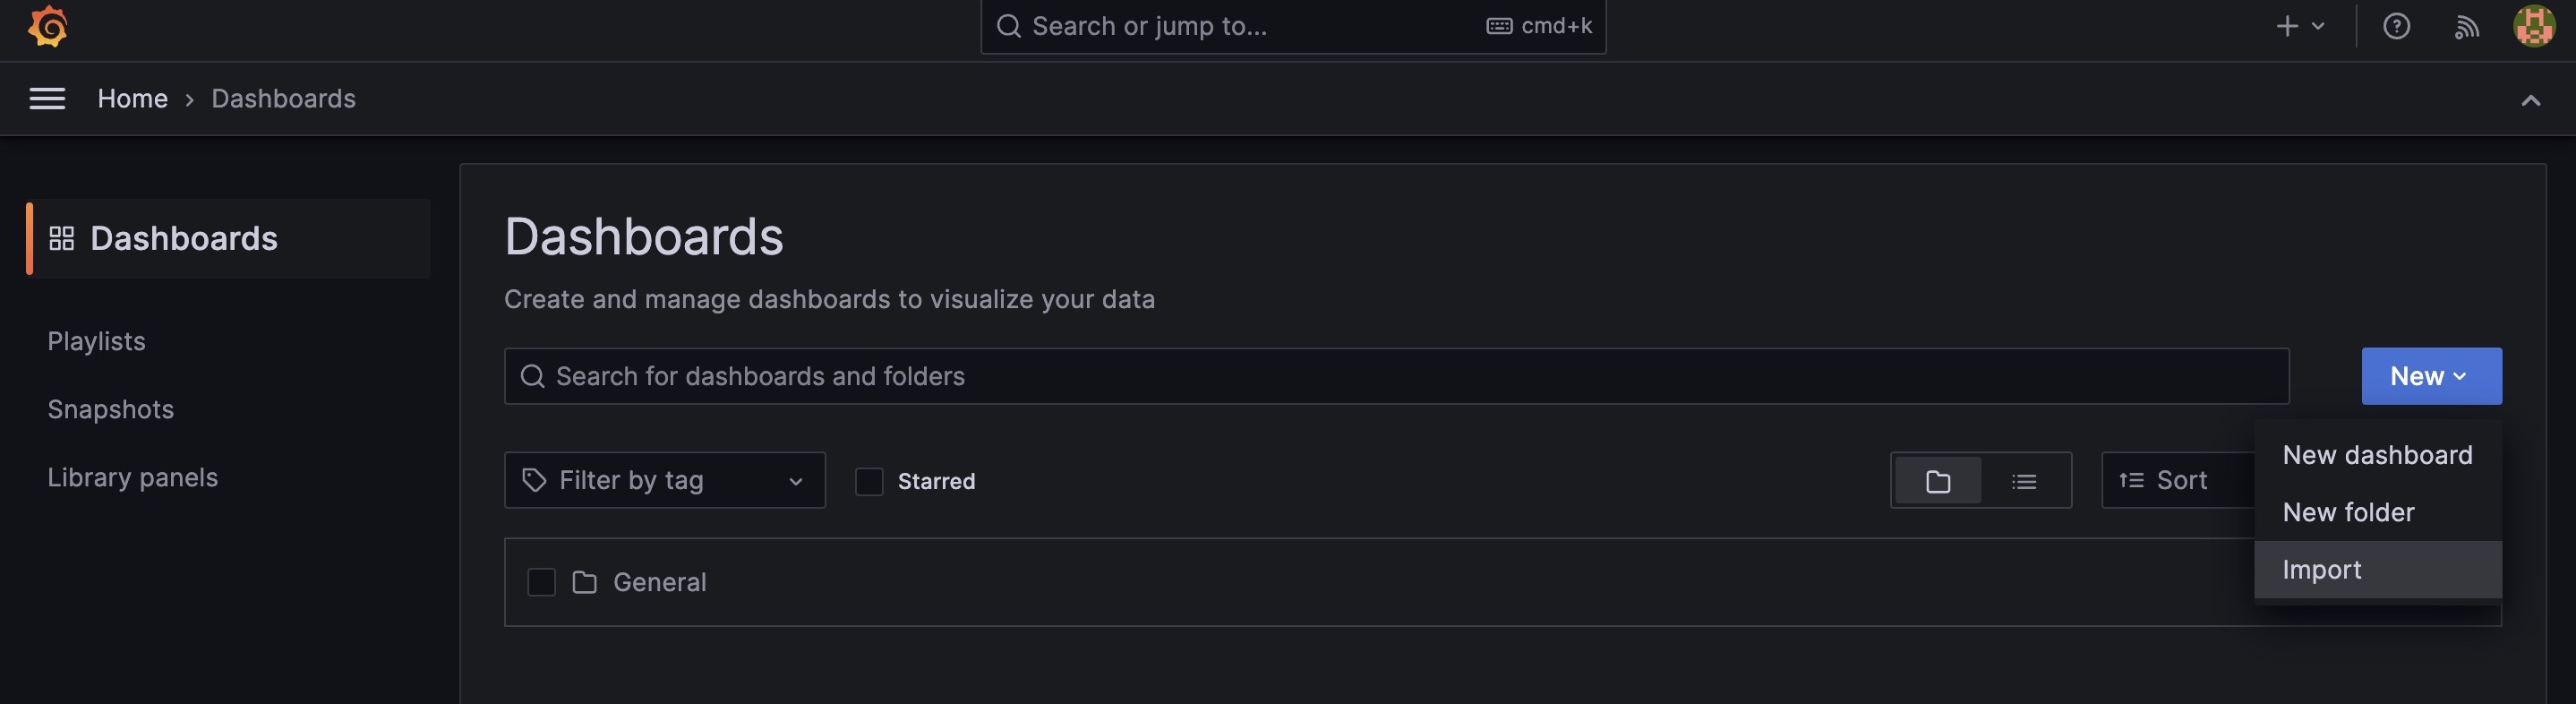 Search or jump to... cmd+k
Home › Dashboards
Dashboards
Playlists
Snapshots
Library panels
Dashboards
Create and manage dashboards to visualize your data
Search for dashboards and folders
New
Filter by tag
Starred
Sort
New dashboard
New folder
Import
General